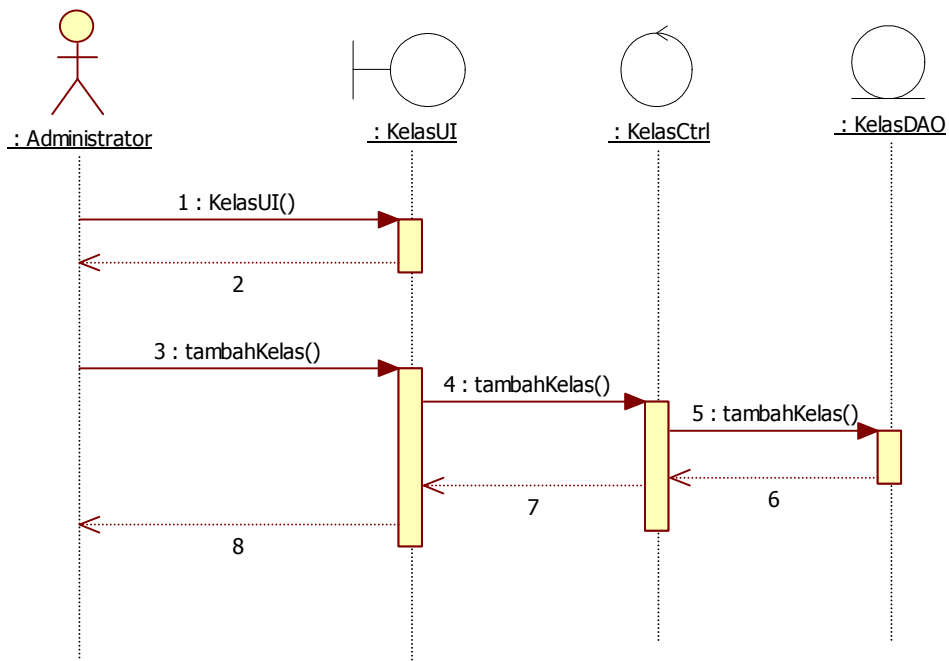 : Administrator
: KelasUI
: KelasCtrl
: KelasDAO
1 : KelasUI()
2
3 : tambahKelas()
4 : tambahKelas()
5 : tambahKelas()
6
7
8